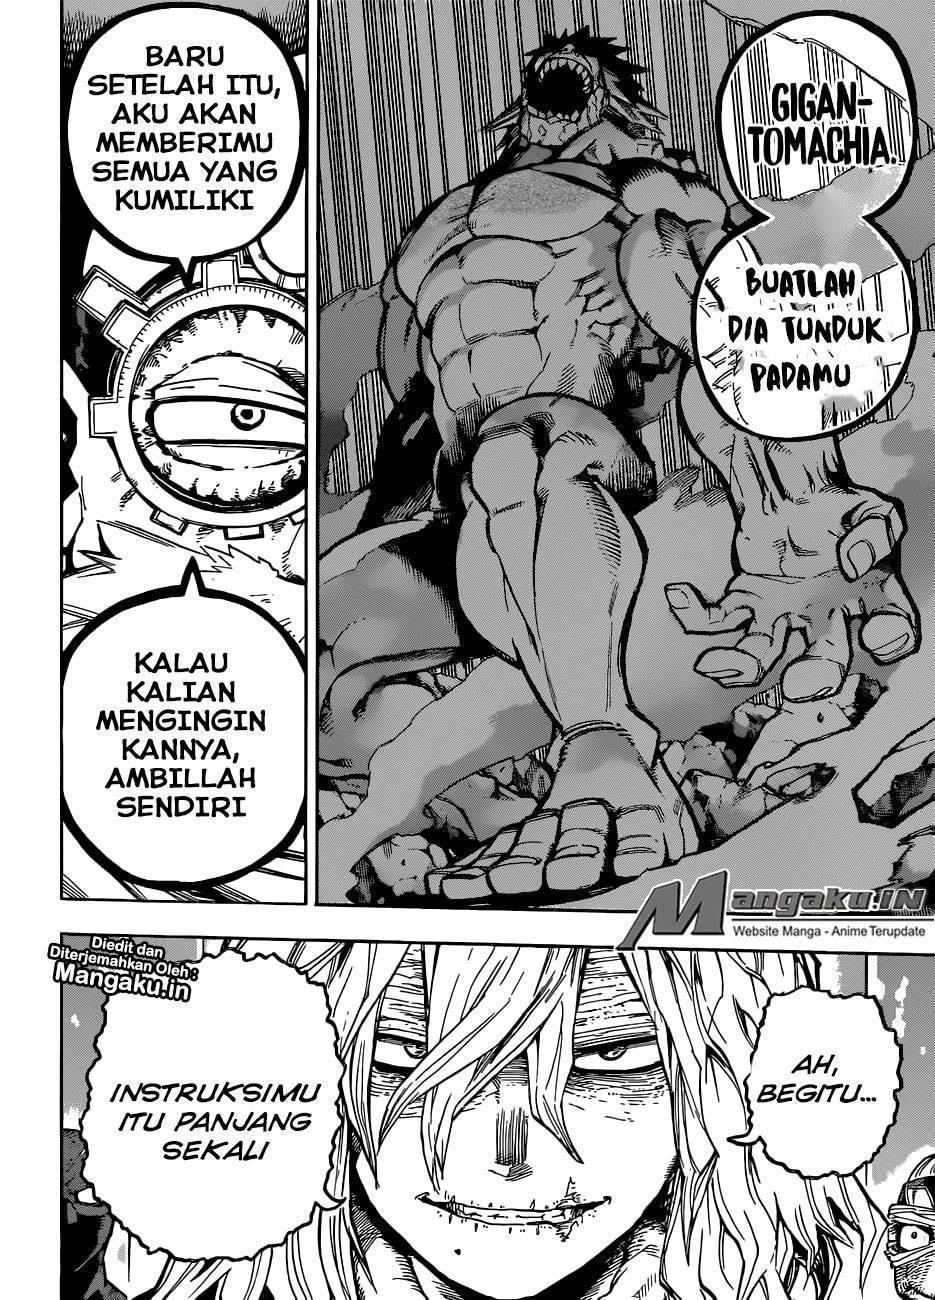 GIGAN-
TOMACHIA.
BUATLAH
DIA TUNDUK
PADAMU
BARU
SETELAH ITU,
AKU AKAN
MEMBERIMU
SEMUA YANG
KUMILIKI
KALAU
KALIAN
MENGINGIN
KANNYA,
AMBILLAH
SENDIRI
Mangaku.IN
Website Manga - Anime Terupdate
Diedit dan
Diterjemahkan Oleh :
Mangaku.in
AH,
BEGITU...
INSTRUKSIMU
ITU PANJANG
SEKALI